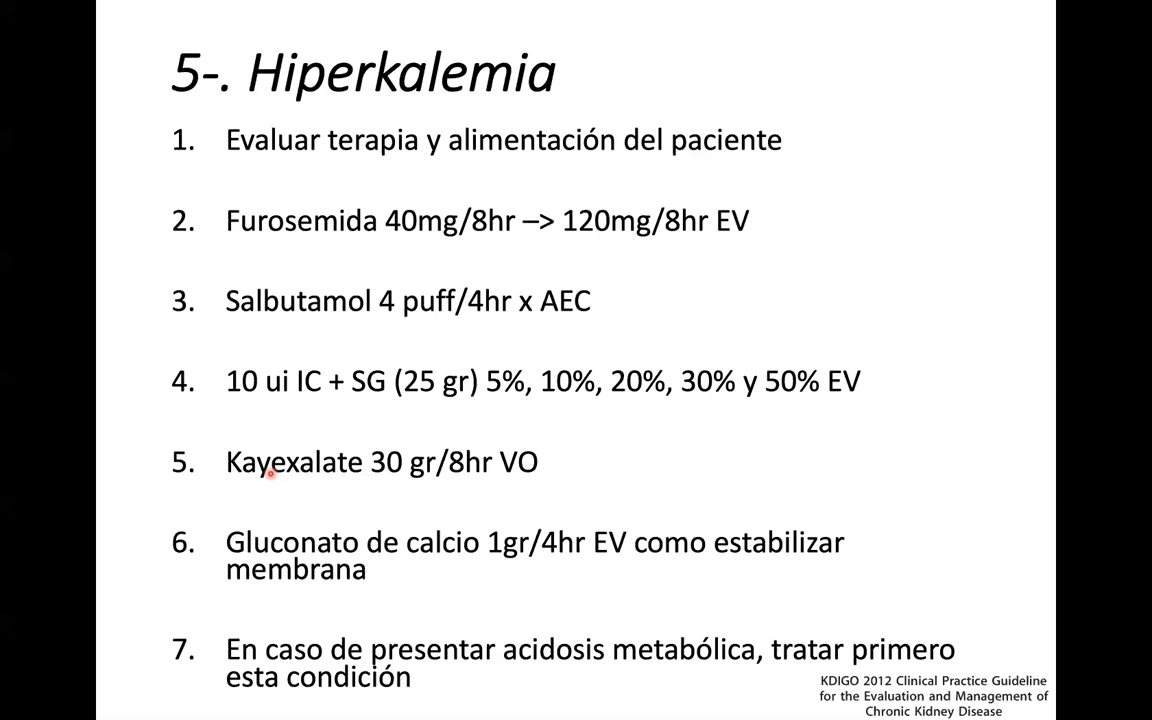 5-. Hiperkalemia
1. Evaluar terapia y alimentación del paciente
2. Furosemida 40mg/8hr –> 120mg/8hr EV
3. Salbutamol 4 puff/4hr x AEC
4. 10 ui IC + SG (25 gr) 5%, 10%, 20%, 30% y 50% EV
5. Kayexalate 30 gr/8hr VO
6. Gluconato de calcio 1gr/4hr EV como estabilizar
membrana
7. En caso de presentar acidosis metabólica, tratar primero
esta condición
KDIGO 2012 Clinical Practice Guideline
for the Evaluation and Management of
Chronic Kidney Disease